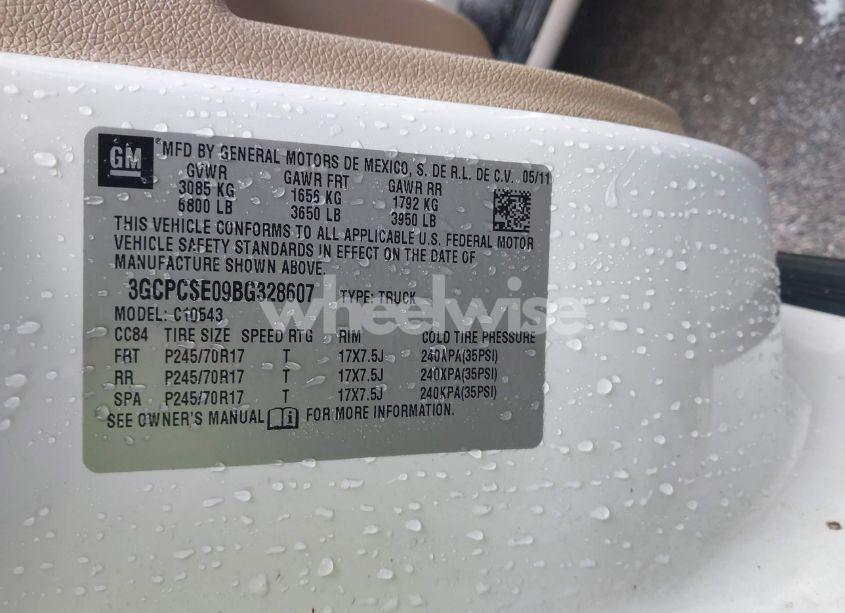 GM ® MFD BY GENERAL MOTORS DE MEXICO, S. DE R.L. DE C.V. 05/11
GVWR GAWR FRT GAWR RR
3085 KG 1656 KG 1792 KG
6800 LB 3650 LB 3950 LB
THIS VEHICLE CONFORMS TO ALL APPLICABLE U.S. FEDERAL MOTOR
VEHICLE SAFETY STANDARDS IN EFFECT ON THE DATE OF
MANUFACTURE SHOWN ABOVE.
3GCPCSE09BG328607 TYPE: TRUCK
wheelwise
MODEL: C10543
CC84 TIRE SIZE SPEED RTG RIM COLD TIRE PRESSURE
FRT P245/70R17 T 17X7.5J 240KPA(35PSI)
RR P245/70R17 T 17X7.5J 240KPA(35PSI)
SPA P245/70R17 T 17X7.5J 240KPA(35PSI)
SEE OWNER'S MANUAL FOR MORE INFORMATION.